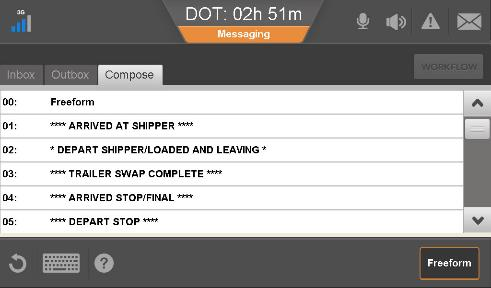 3G
DOT: 02h 51m
Messaging
Inbox Outbox Compose WORKFLOW
00: Freeform
01: **** ARRIVED AT SHIPPER ****
02: * DEPART SHIPPER/LOADED AND LEAVING *
03: **** TRAILER SWAP COMPLETE ****
04: **** ARRIVED STOP/FINAL ****
05: **** DEPART STOP ****
?
Freeform